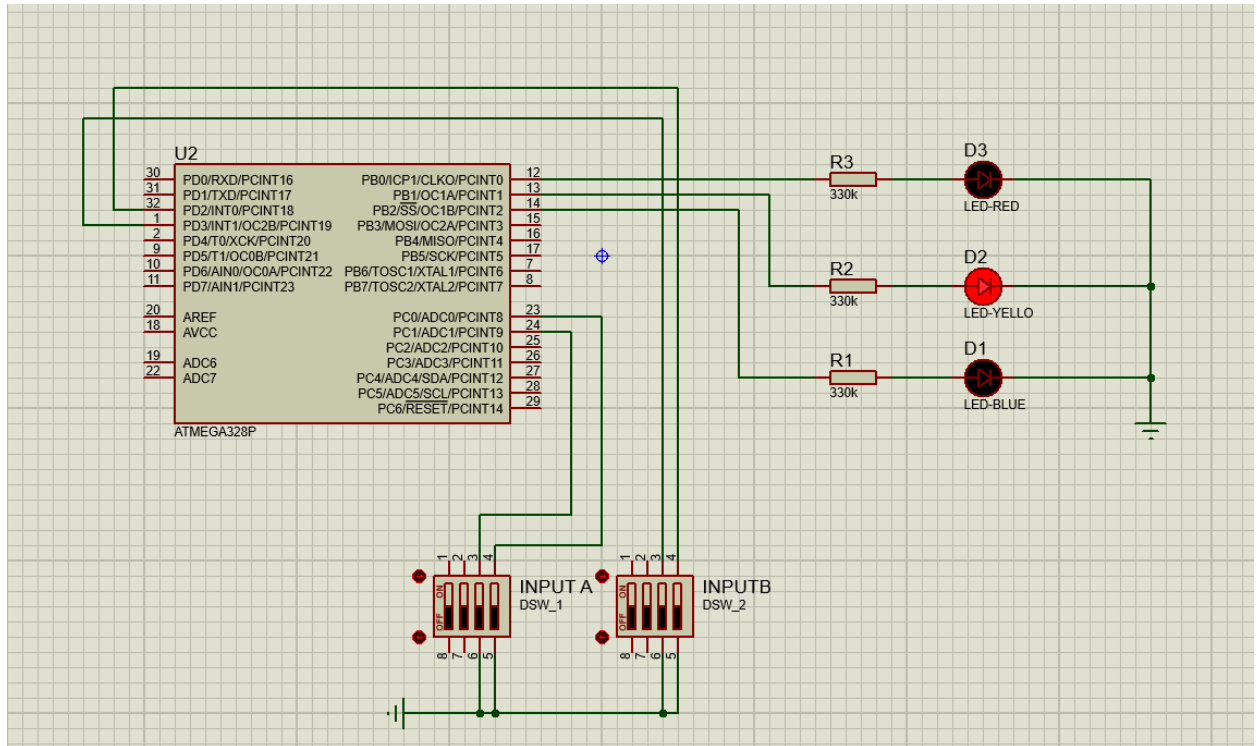 U2
30
PD0/RXD/PCINT16
31
PD1/TXD/PCINT17
32
PD2/INT0/PCINT18
1
PD3/INT1/OC2B/PCINT19
2
PD4/T0/XCK/PCINT20
9
PD5/T1/OC0B/PCINT21
10
PD6/AIN0/OC0A/PCINT22
11
PD7/AIN1/PCINT23
20
AREF
18
AVCC
19
ADC6
22
ADC7
PB0/ICP1/CLKO/PCINT0
12
PB1/OC1A/PCINT1
13
PB2/SS/OC1B/PCINT2
14
PB3/MOSI/OC2A/PCINT3
15
PB4/MISO/PCINT4
16
PB5/SCK/PCINT5
17
PB6/TOSC1/XTAL1/PCINT6
7
PB7/TOSC2/XTAL2/PCINT7
8
PC0/ADC0/PCINT8
23
PC1/ADC1/PCINT9
24
PC2/ADC2/PCINT10
25
PC3/ADC3/PCINT11
26
PC4/ADC4/SDA/PCINT12
27
PC5/ADC5/SCL/PCINT13
28
PC6/RESET/PCINT14
29
ATMEGA328P
R3
330k
D3
LED-RED
R2
330k
D2
LED-YELLO
R1
330k
D1
LED-BLUE
1 2 3 4
ON
OFF
8 7 6 5
INPUT A
DSW_1
1 2 3 4
ON
OFF
8 7 6 5
INPUTB
DSW_2